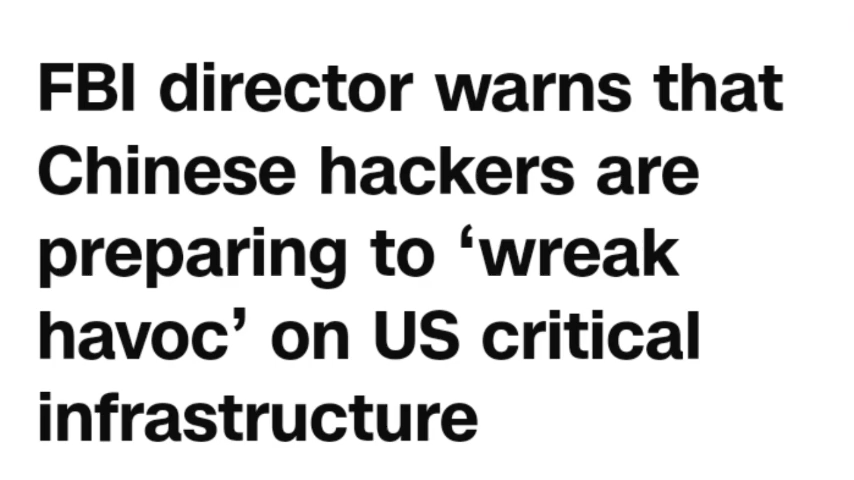 FBI director warns that
Chinese hackers are
preparing to ‘wreak
havoc’ on US critical
infrastructure